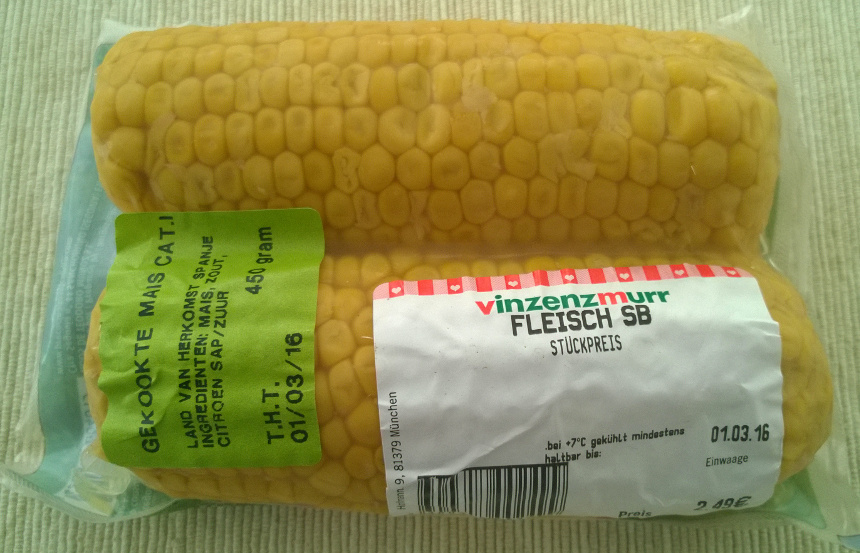 GEKOOKTE MAIS CAT.I
LAND VAN HERKOMST SPANJE
INGREDIENTEN: MAIS, ZOUT,
CITROEN SAP/ZUUR
450 gram
T.H.T.
01/03/16
vinzenzmurr
FLEISCH SB
STÜCKPREIS
.bei +7°C gekühlt mindestens
haltbar bis:
01.03.16
Einwaage
Preis 2,49€
9, 81379 München